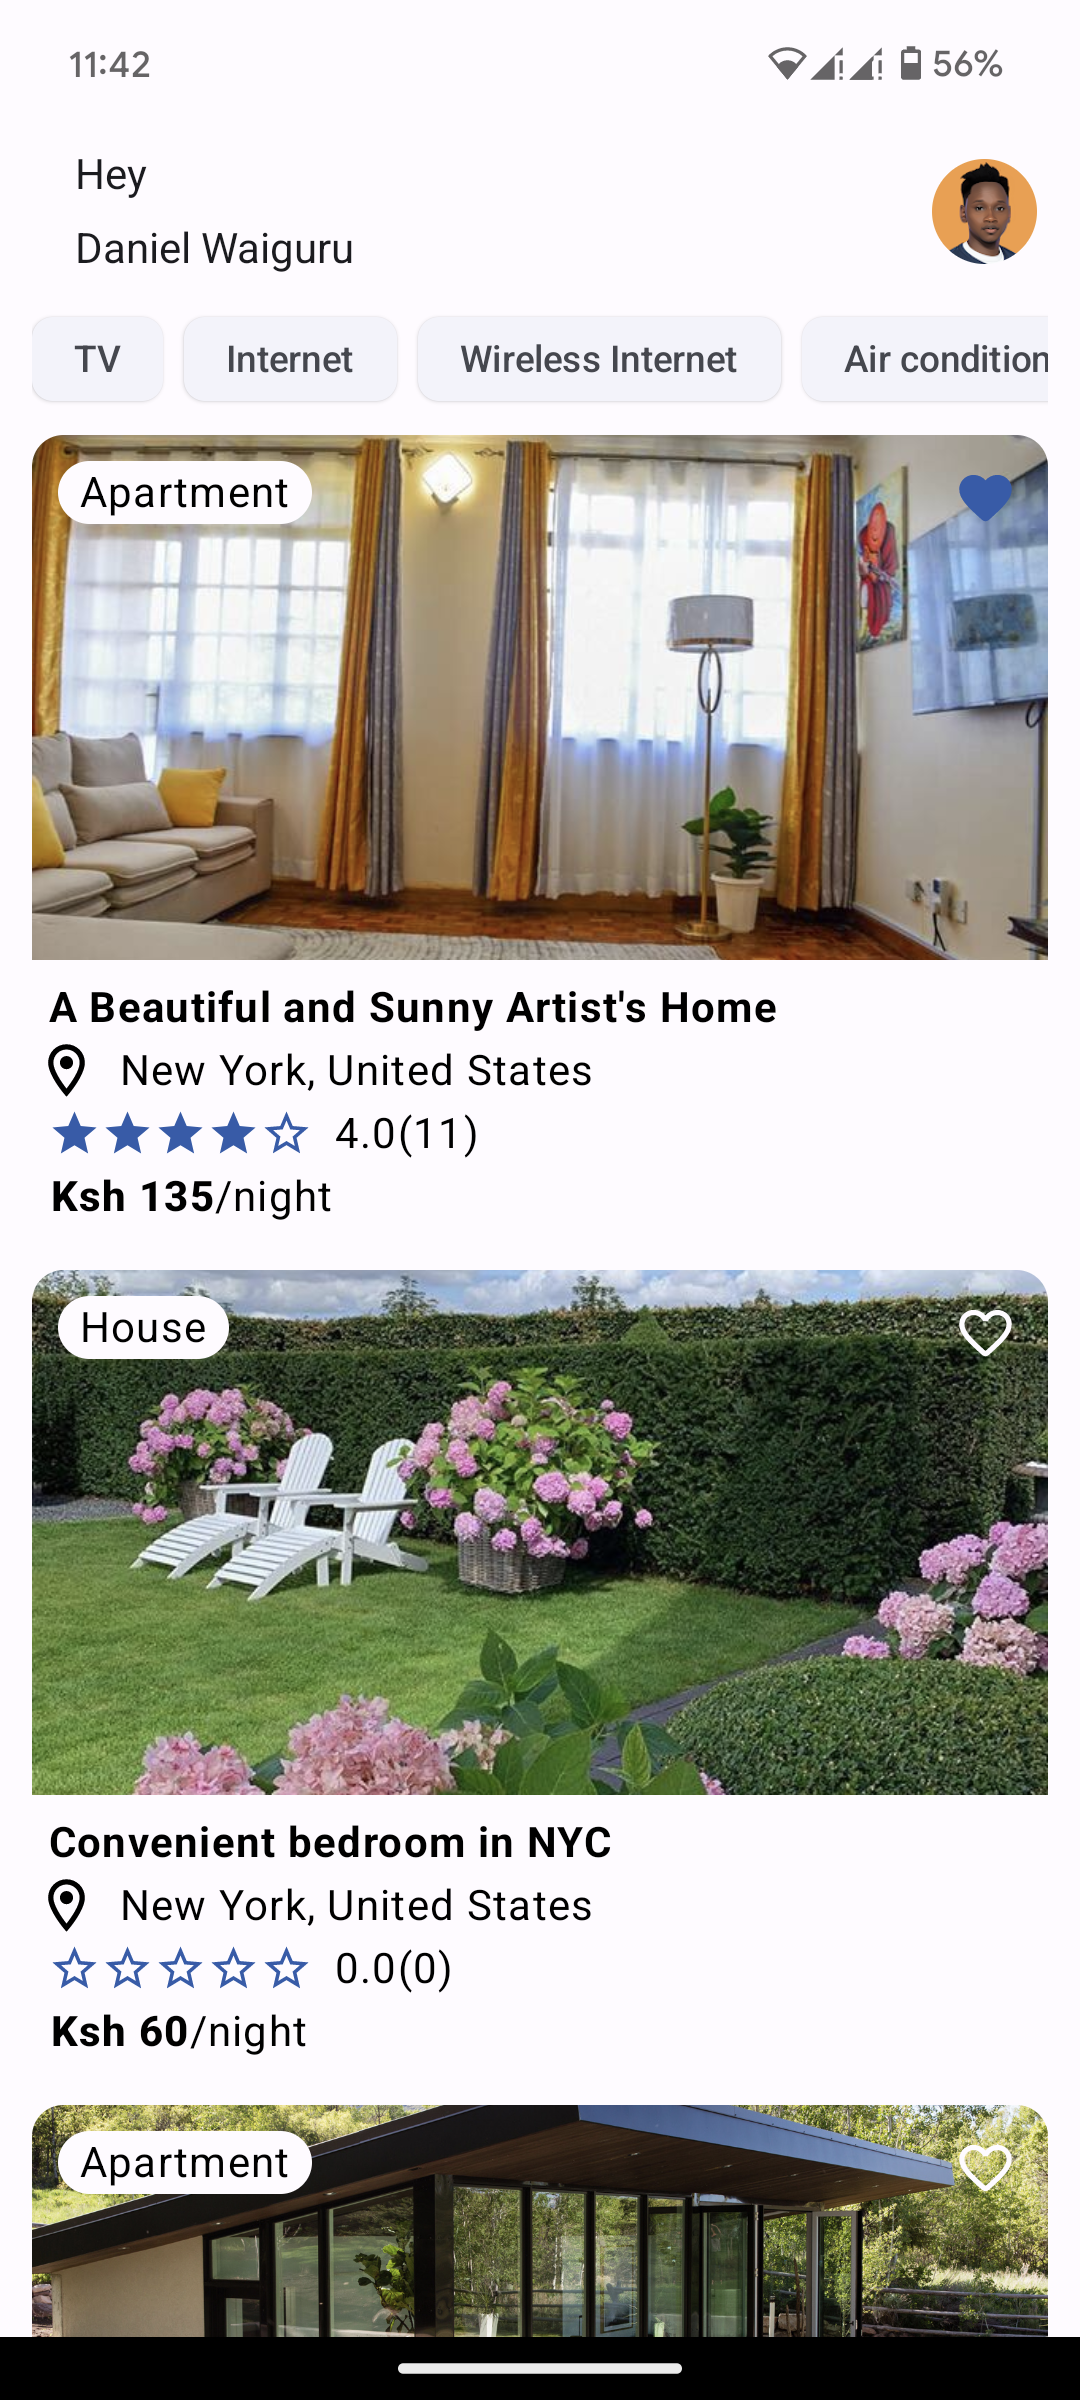 11:42
56%
Hey
Daniel Waiguru
TV
Internet
Wireless Internet
Air condition
Apartment
A Beautiful and Sunny Artist's Home
New York, United States
4.0(11)
Ksh 135/night
House
Convenient bedroom in NYC
New York, United States
0.0(0)
Ksh 60/night
Apartment